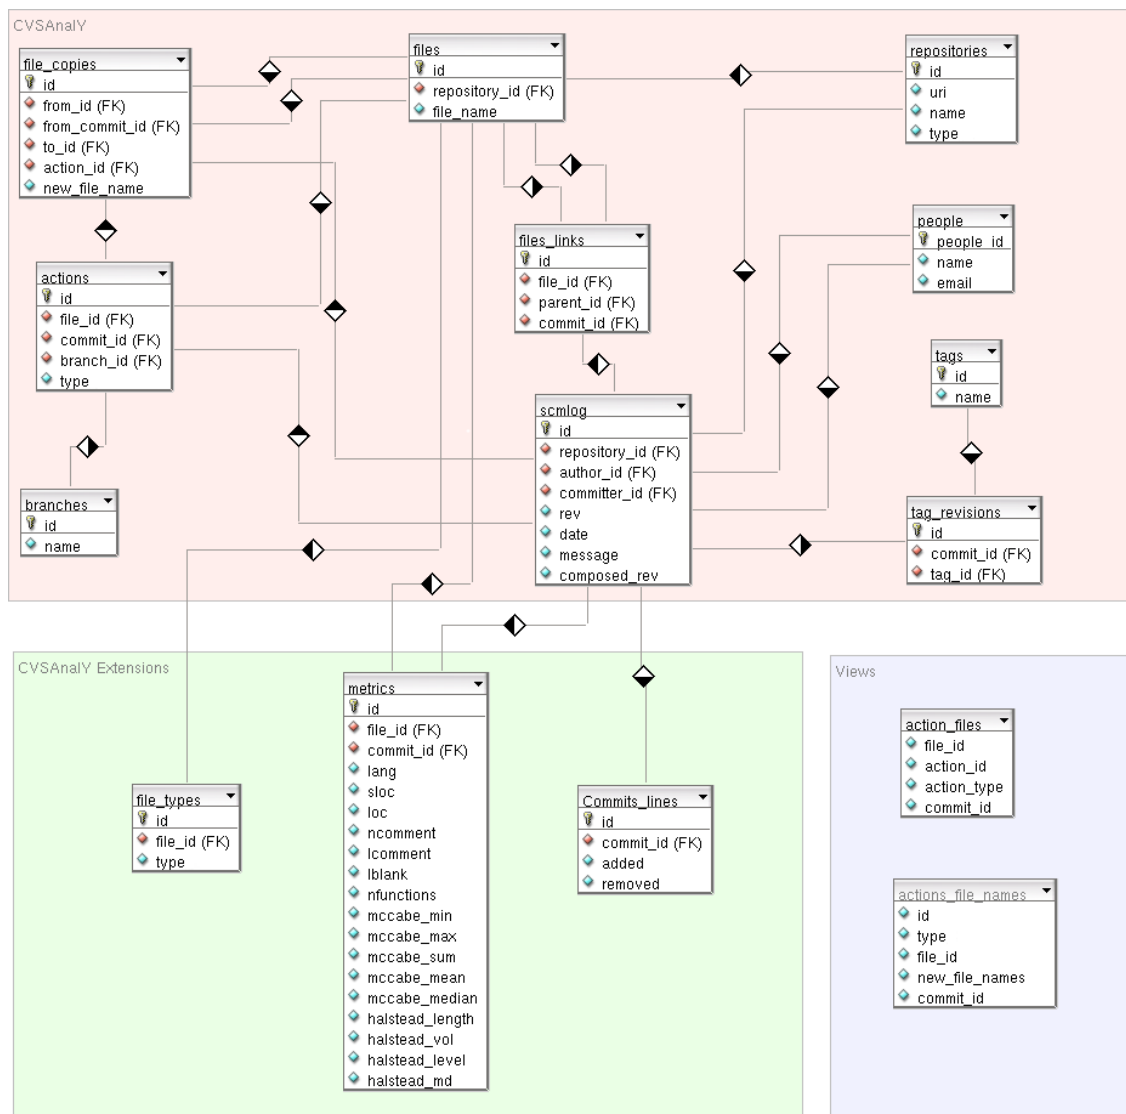 CVSAnalY
file_copies
id
from_id (FK)
from_commit_id (FK)
to_id (FK)
action_id (FK)
new_file_name
files
id
repository_id (FK)
file_name
repositories
id
uri
name
type
files_links
id
file_id (FK)
parent_id (FK)
commit_id (FK)
people
people_id
name
email
actions
id
file_id (FK)
commit_id (FK)
branch_id (FK)
type
tags
id
name
scmlog
id
repository_id (FK)
author_id (FK)
committer_id (FK)
rev
date
message
composed_rev
branches
id
name
tag_revisions
id
commit_id (FK)
tag_id (FK)
CVSAnalY Extensions
metrics
id
file_id (FK)
commit_id (FK)
lang
sloc
loc
ncomment
lcomment
lblank
nfunctions
mccabe_min
mccabe_max
mccabe_sum
mccabe_mean
mccabe_median
halstead_length
halstead_vol
halstead_level
halstead_md
file_types
id
file_id (FK)
type
Commits_lines
id
commit_id (FK)
added
removed
Views
action_files
file_id
action_id
action_type
commit_id
actions_file_names
id
type
file_id
new_file_names
commit_id